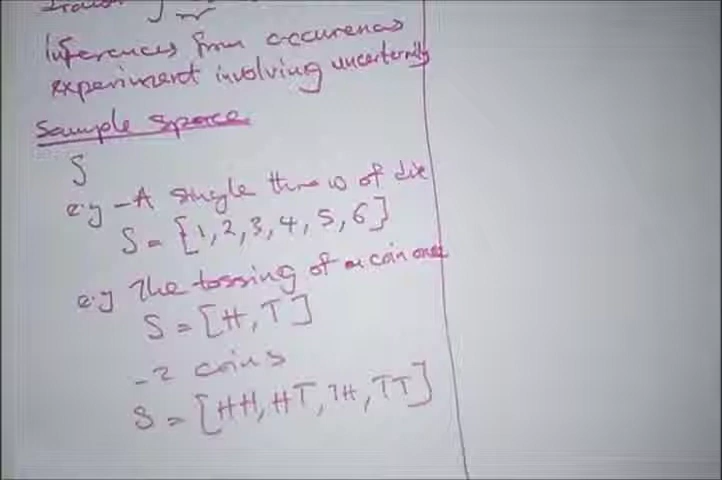 Inferences from occurences
experiment involving uncerternity
Sample Space
S
e.g - A single throw of die
S = [1, 2, 3, 4, 5, 6]
e.g The tossing of a coin once
S = [H, T]
- 2 coins
S = [HH, HT, TH, TT]